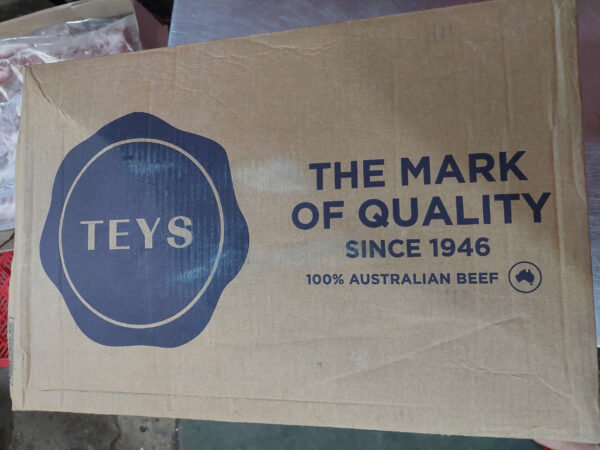 TEYS
THE MARK
OF QUALITY
SINCE 1946
100% AUSTRALIAN BEEF